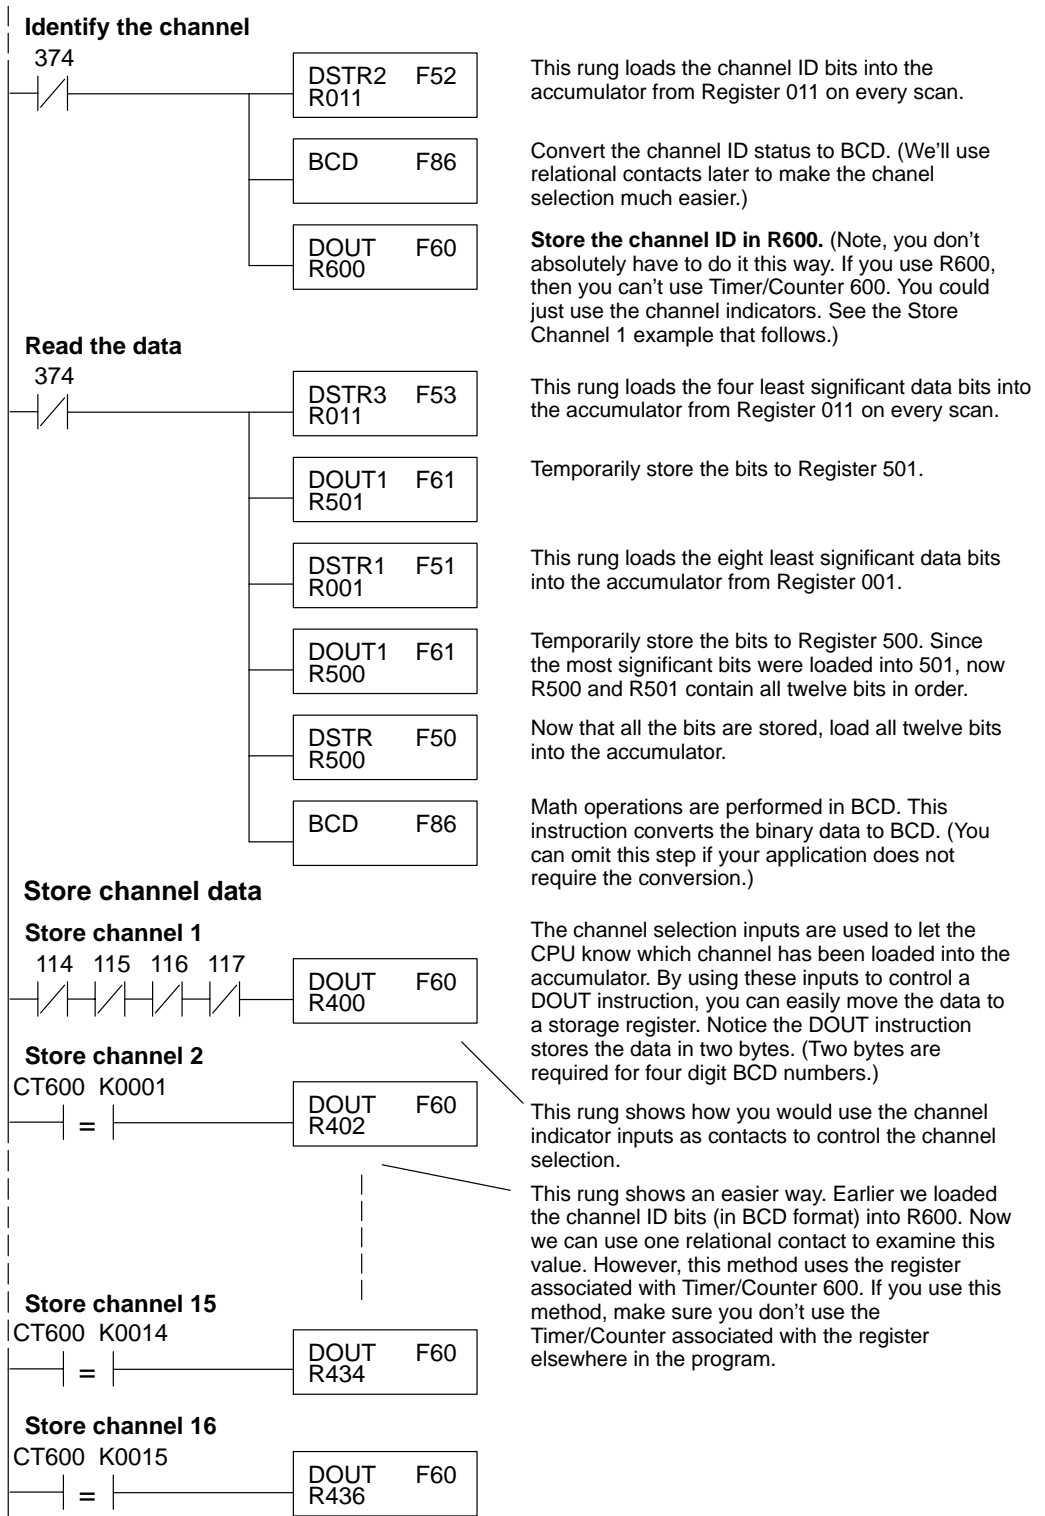 Identify the channel
374
DSTR2 F52
R011
This rung loads the channel ID bits into the
accumulator from Register 011 on every scan.
BCD F86
Convert the channel ID status to BCD. (We'll use
relational contacts later to make the chanel
selection much easier.)
DOUT F60
R600
Store the channel ID in R600. (Note, you don't
absolutely have to do it this way. If you use R600,
then you can't use Timer/Counter 600. You could
just use the channel indicators. See the Store
Channel 1 example that follows.)
Read the data
374
DSTR3 F53
R011
This rung loads the four least significant data bits into
the accumulator from Register 011 on every scan.
DOUT1 F61
R501
Temporarily store the bits to Register 501.
DSTR1 F51
R001
This rung loads the eight least significant data bits
into the accumulator from Register 001.
DOUT1 F61
R500
Temporarily store the bits to Register 500. Since
the most significant bits were loaded into 501, now
R500 and R501 contain all twelve bits in order.
DSTR F50
R500
Now that all the bits are stored, load all twelve bits
into the accumulator.
BCD F86
Math operations are performed in BCD. This
instruction converts the binary data to BCD. (You
can omit this step if your application does not
require the conversion.)
Store channel data
Store channel 1
114 115 116 117
DOUT F60
R400
The channel selection inputs are used to let the
CPU know which channel has been loaded into the
accumulator. By using these inputs to control a
DOUT instruction, you can easily move the data to
a storage register. Notice the DOUT instruction
stores the data in two bytes. (Two bytes are
required for four digit BCD numbers.)
Store channel 2
CT600 K0001
=
DOUT F60
R402
This rung shows how you would use the channel
indicator inputs as contacts to control the channel
selection.
This rung shows an easier way. Earlier we loaded
the channel ID bits (in BCD format) into R600. Now
we can use one relational contact to examine this
value. However, this method uses the register
associated with Timer/Counter 600. If you use this
method, make sure you don't use the
Timer/Counter associated with the register
elsewhere in the program.
Store channel 15
CT600 K0014
=
DOUT F60
R434
Store channel 16
CT600 K0015
=
DOUT F60
R436